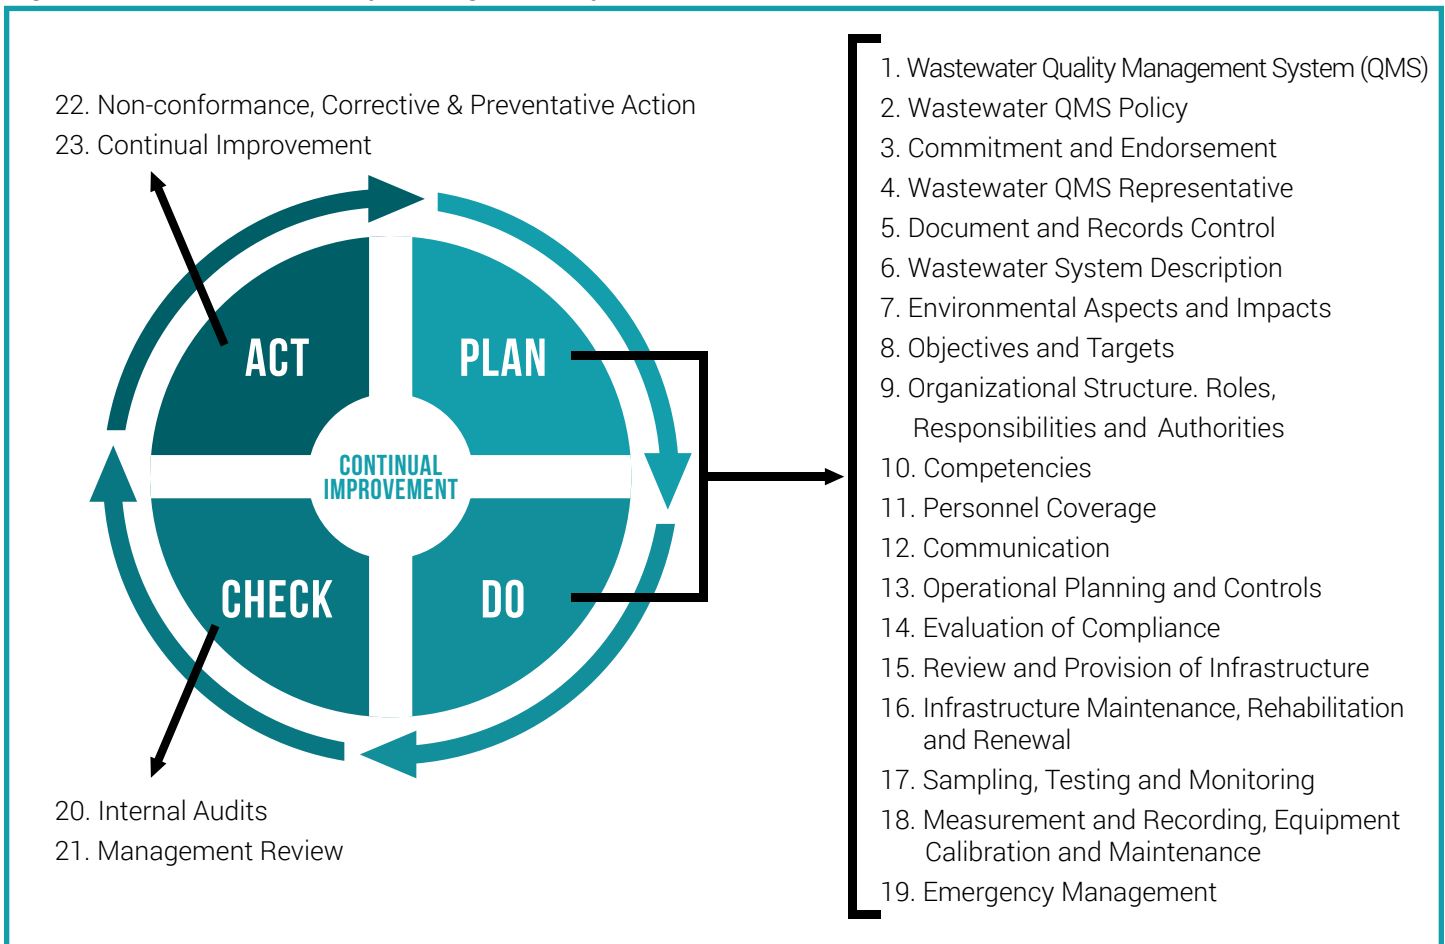 22. Non-conformance, Corrective & Preventative Action
23. Continual Improvement
ACT
PLAN
CONTINUAL
IMPROVEMENT
CHECK
DO
20. Internal Audits
21. Management Review
1. Wastewater Quality Management System (QMS)
2. Wastewater QMS Policy
3. Commitment and Endorsement
4. Wastewater QMS Representative
5. Document and Records Control
6. Wastewater System Description
7. Environmental Aspects and Impacts
8. Objectives and Targets
9. Organizational Structure. Roles,
Responsibilities and Authorities
10. Competencies
11. Personnel Coverage
12. Communication
13. Operational Planning and Controls
14. Evaluation of Compliance
15. Review and Provision of Infrastructure
16. Infrastructure Maintenance, Rehabilitation
and Renewal
17. Sampling, Testing and Monitoring
18. Measurement and Recording, Equipment
Calibration and Maintenance
19. Emergency Management